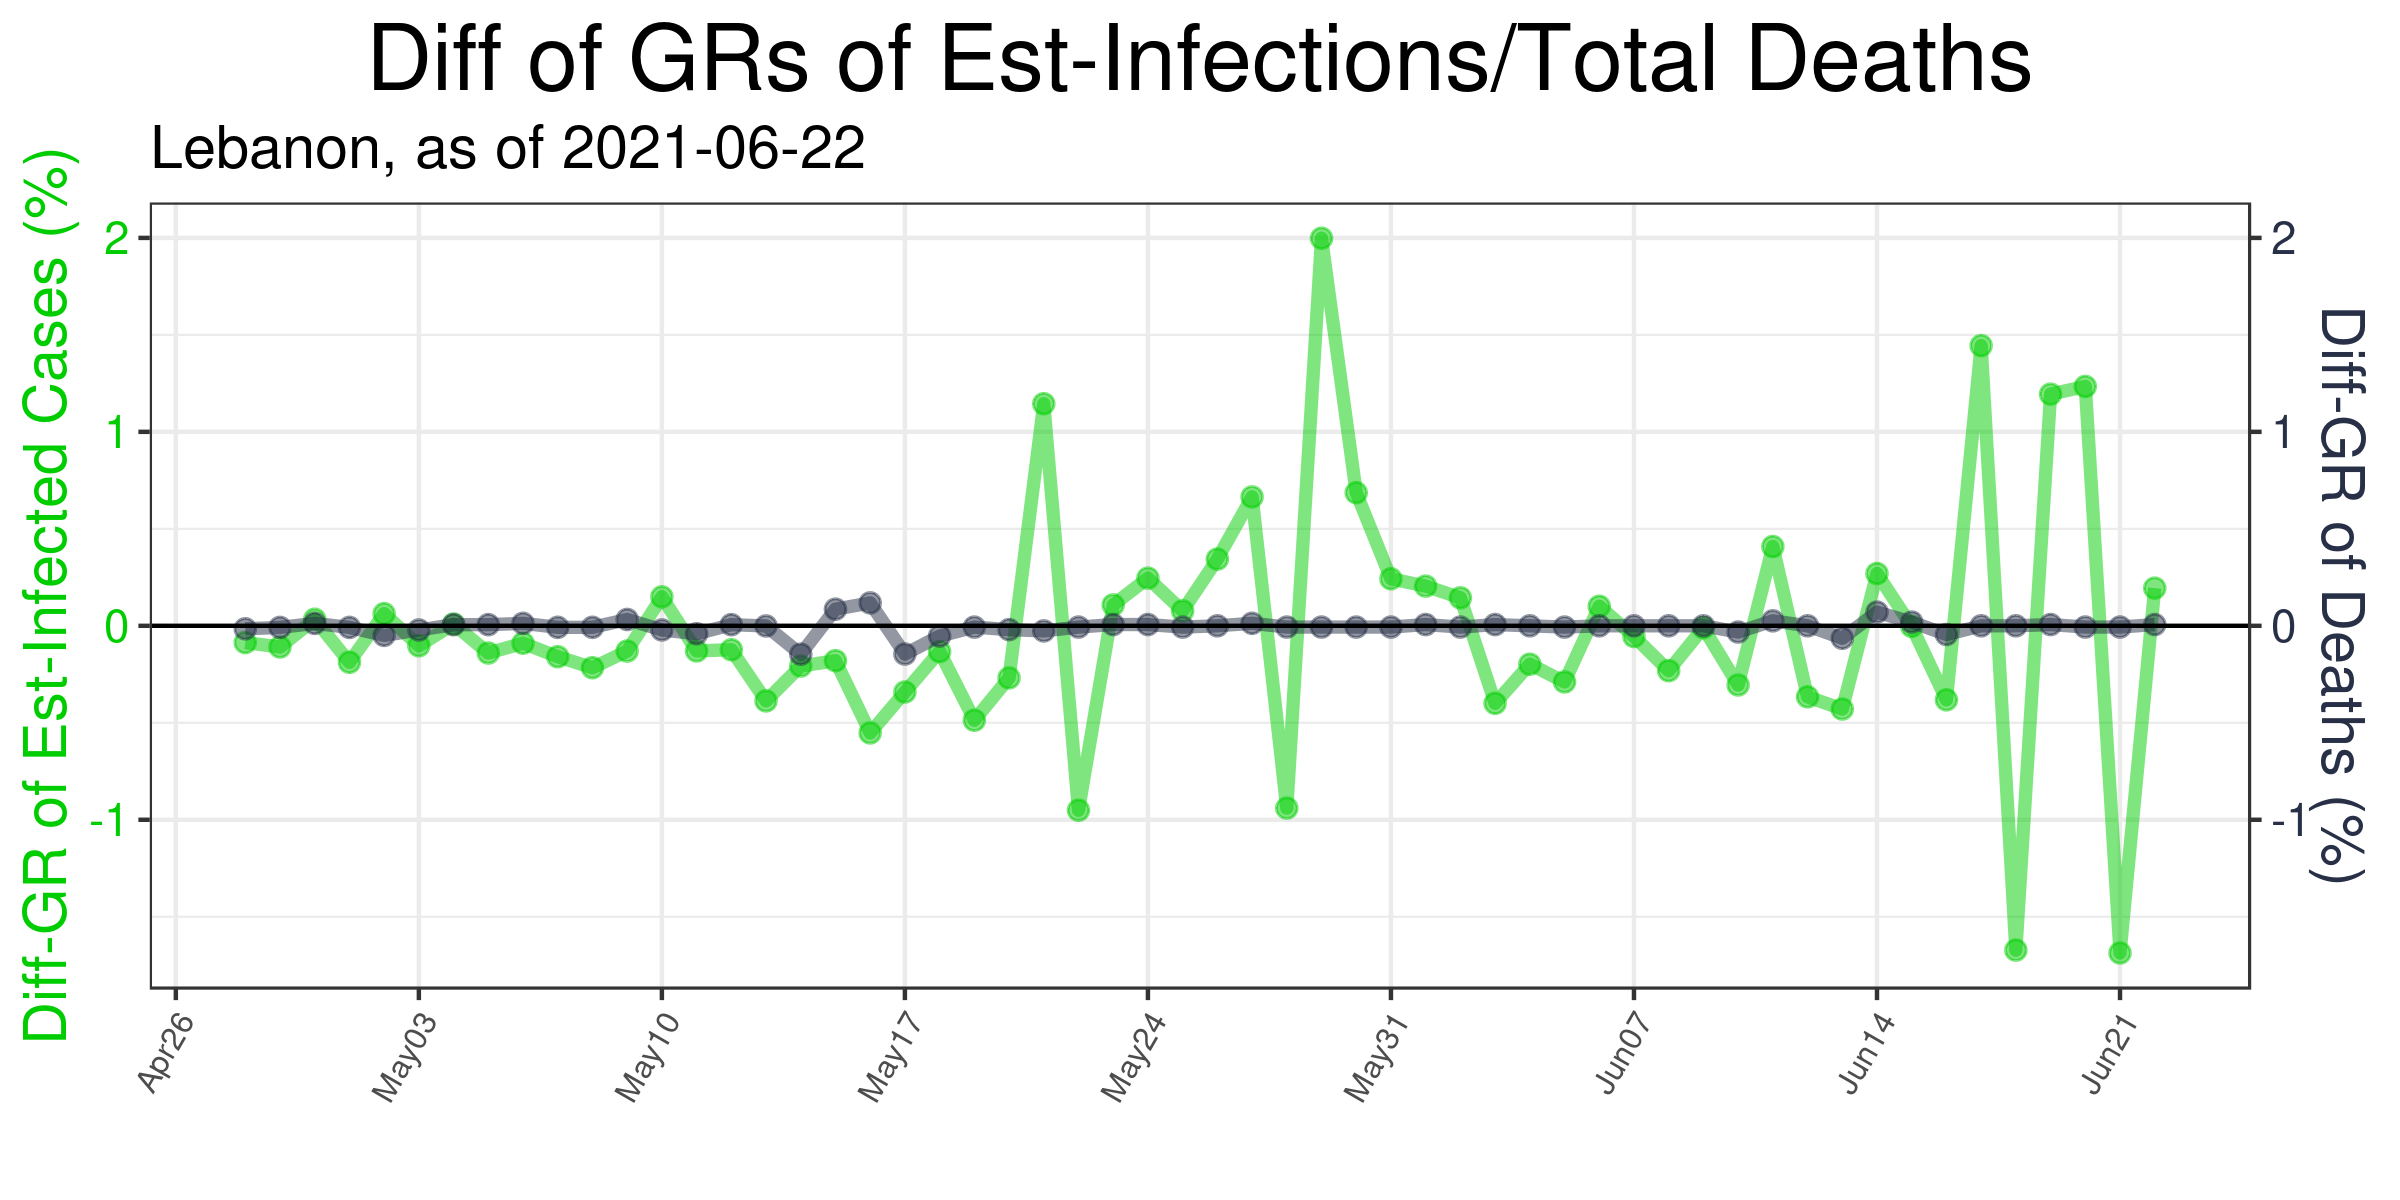 Diff of GRs of Est-Infections/Total Deaths
Lebanon, as of 2021-06-22
Diff-GR of Est-Infected Cases (%)
2
1
0
-1
2
1
0
-1
Diff-GR of Deaths (%)
Apr26
May03
May10
May17
May24
May31
Jun07
Jun14
Jun21